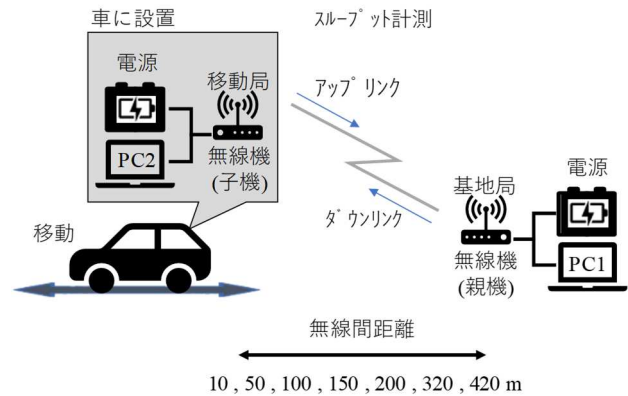 車に設置
スループット計測
電源
移動局
PC2
無線機
(子機)
アップリンク
ダウンリンク
移動
基地局
電源
無線機
(親機)
PC1
無線間距離
10 , 50 , 100 , 150 , 200 , 320 , 420 m